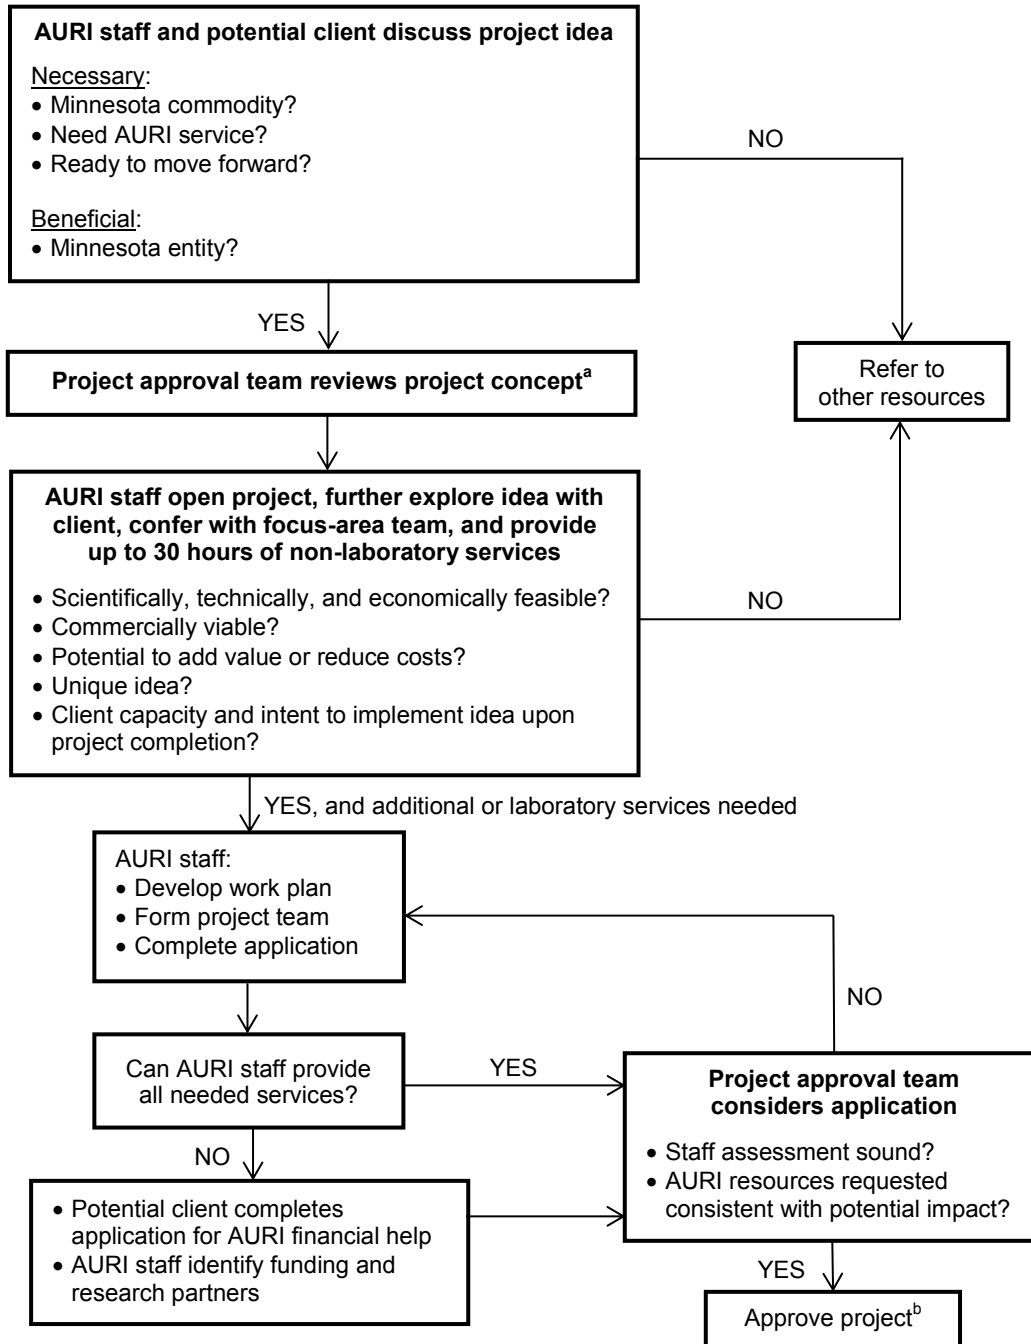 AURI staff and potential client discuss project idea
Necessary:
• Minnesota commodity?
• Need AURI service?
• Ready to move forward?
Beneficial:
• Minnesota entity?
NO
YES
Refer to
other resources
Project approval team reviews project concept^a
AURI staff open project, further explore idea with
client, confer with focus-area team, and provide
up to 30 hours of non-laboratory services
• Scientifically, technically, and economically feasible?
• Commercially viable?
• Potential to add value or reduce costs?
• Unique idea?
• Client capacity and intent to implement idea upon
project completion?
NO
YES, and additional or laboratory services needed
AURI staff:
• Develop work plan
• Form project team
• Complete application
NO
Can AURI staff provide
all needed services?
YES
NO
Project approval team
considers application
• Staff assessment sound?
• AURI resources requested
consistent with potential impact?
• Potential client completes
application for AURI financial help
• AURI staff identify funding and
research partners
YES
Approve project^b